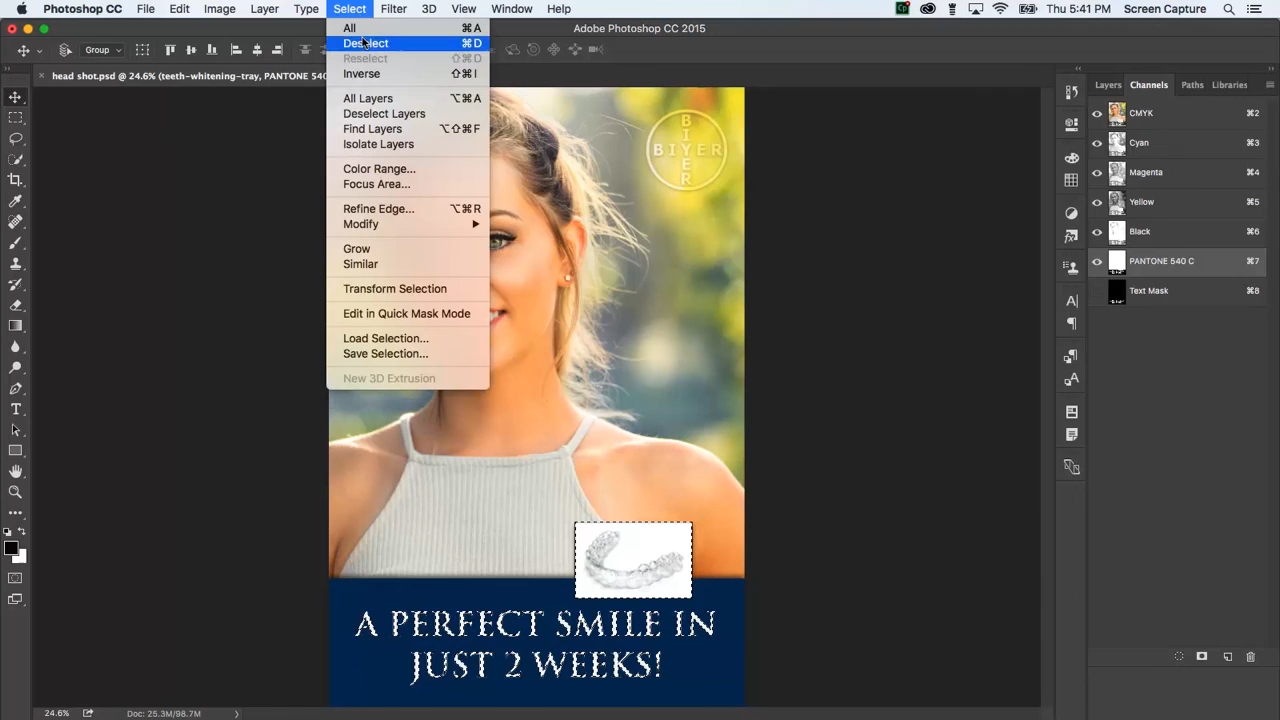 Photoshop CC File Edit Image Layer Type Select Filter 3D View Window Help Thu 5:41 PM Screen Capture
Adobe Photoshop CC 2015
Group
head shot.psd @ 24.6% (teeth-whitening-tray, PANTONE 540
All ⌘A
Deselect ⌘D
Reselect ⇧⌘D
Inverse ⇧⌘I
All Layers ⌥⌘A
Deselect Layers
Find Layers ⌥⇧⌘F
Isolate Layers
Color Range...
Focus Area...
Refine Edge... ⌥⌘R
Modify
Grow
Similar
Transform Selection
Edit in Quick Mask Mode
Load Selection...
Save Selection...
New 3D Extrusion
BIYER
BIYER
A PERFECT SMILE IN
JUST 2 WEEKS!
Layers Channels Paths Libraries
CMYK ⌘2
Cyan ⌘3
Magenta ⌘4
Yellow ⌘5
Black ⌘6
PANTONE 540 C ⌘7
Text Mask ⌘8
24.6% Doc: 25.3M/98.7M